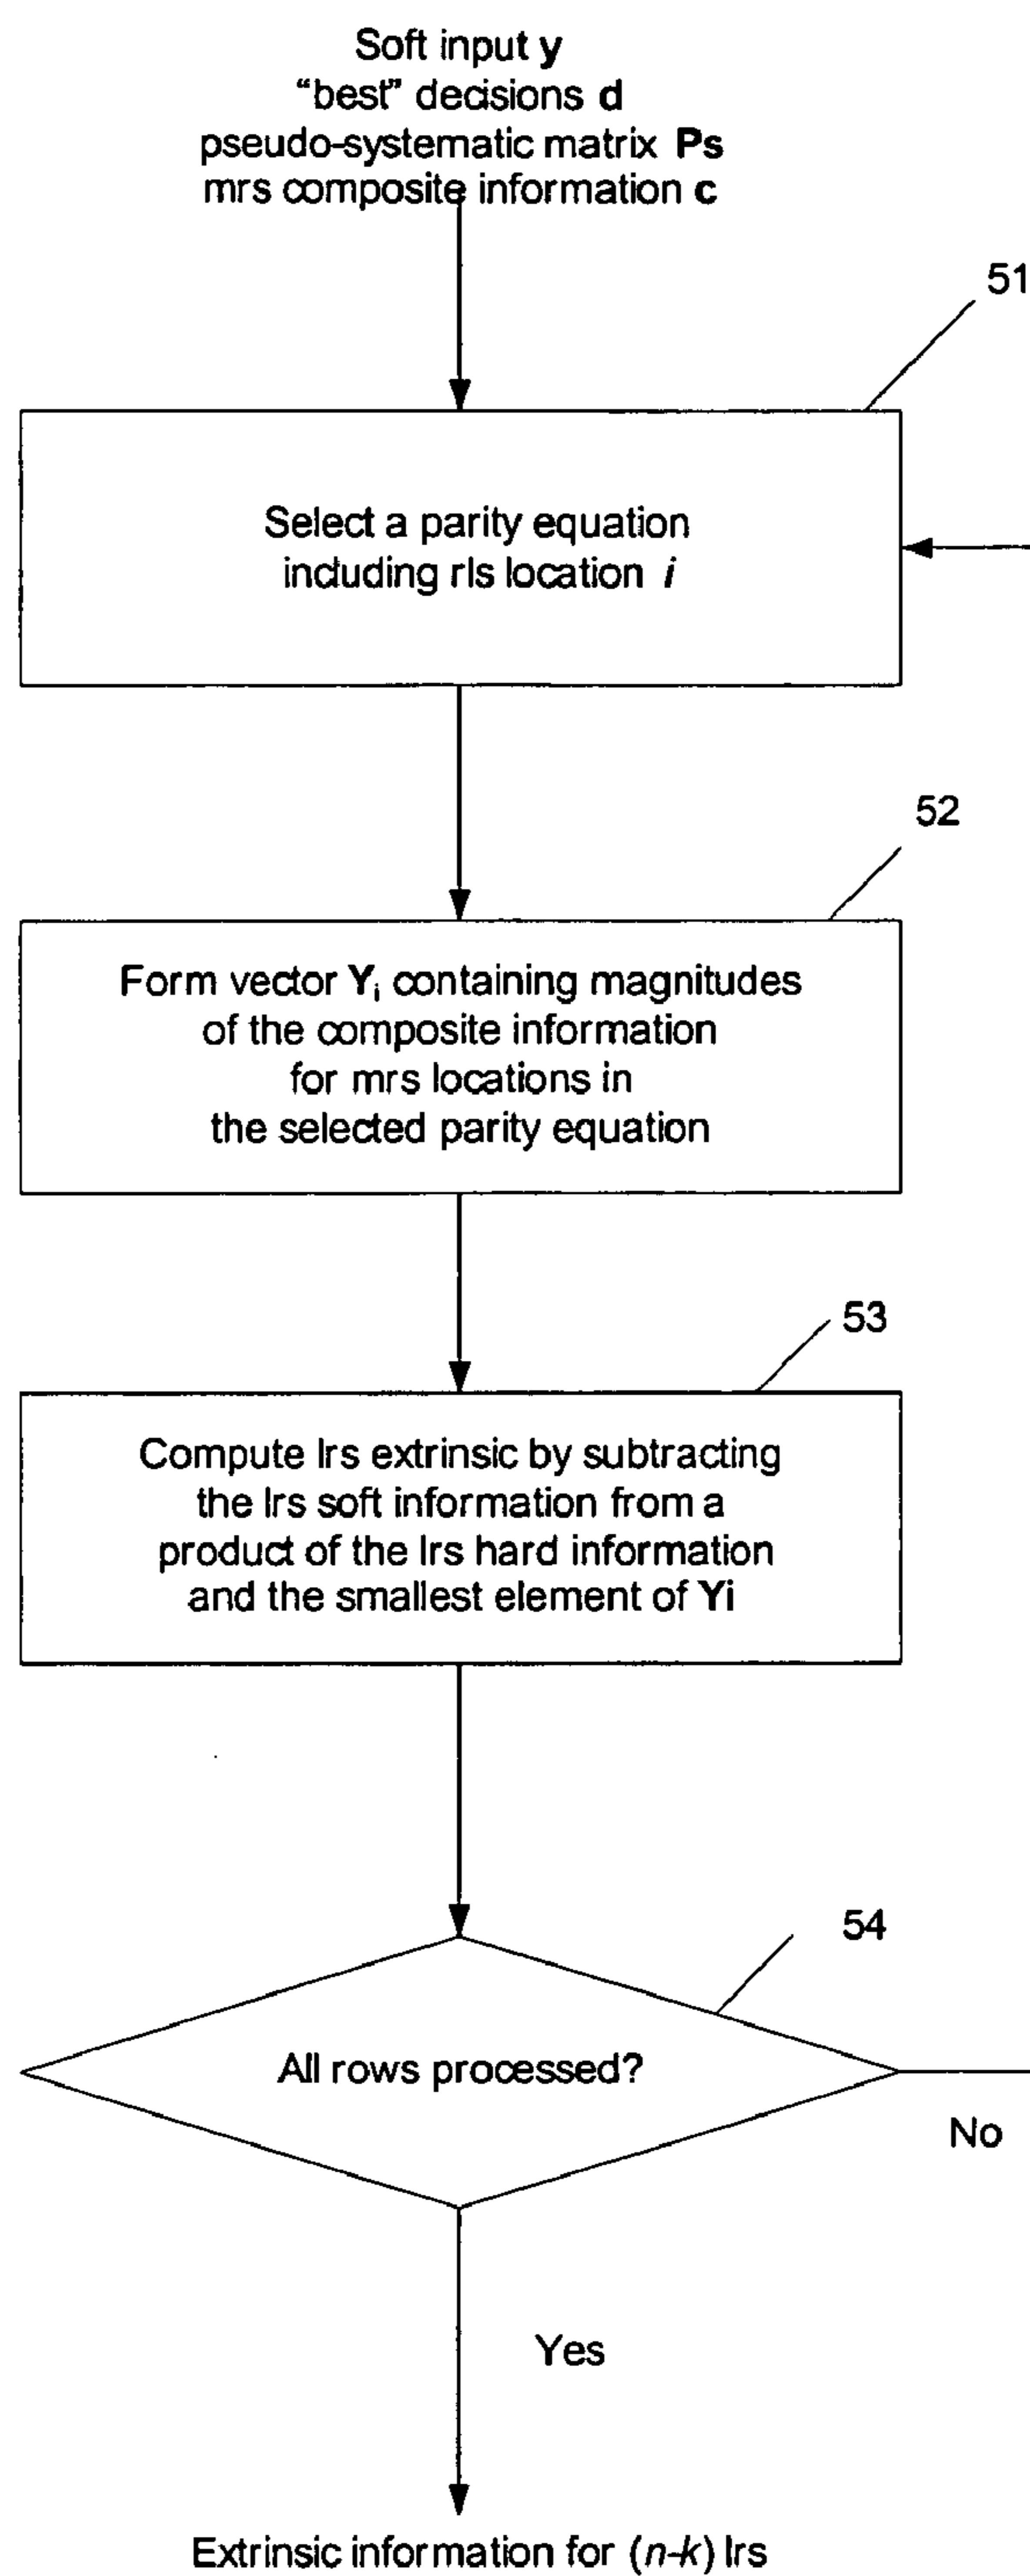 Soft input y
“best” decisions d
pseudo-systematic matrix Ps
mrs composite information c
51
Select a parity equation
including rls location i
52
Form vector Yi containing magnitudes
of the composite information
for mrs locations in
the selected parity equation
53
Compute lrs extrinsic by subtracting
the lrs soft information from a
product of the lrs hard information
and the smallest element of Yi
54
All rows processed?
No
Yes
Extrinsic information for (n-k) lrs